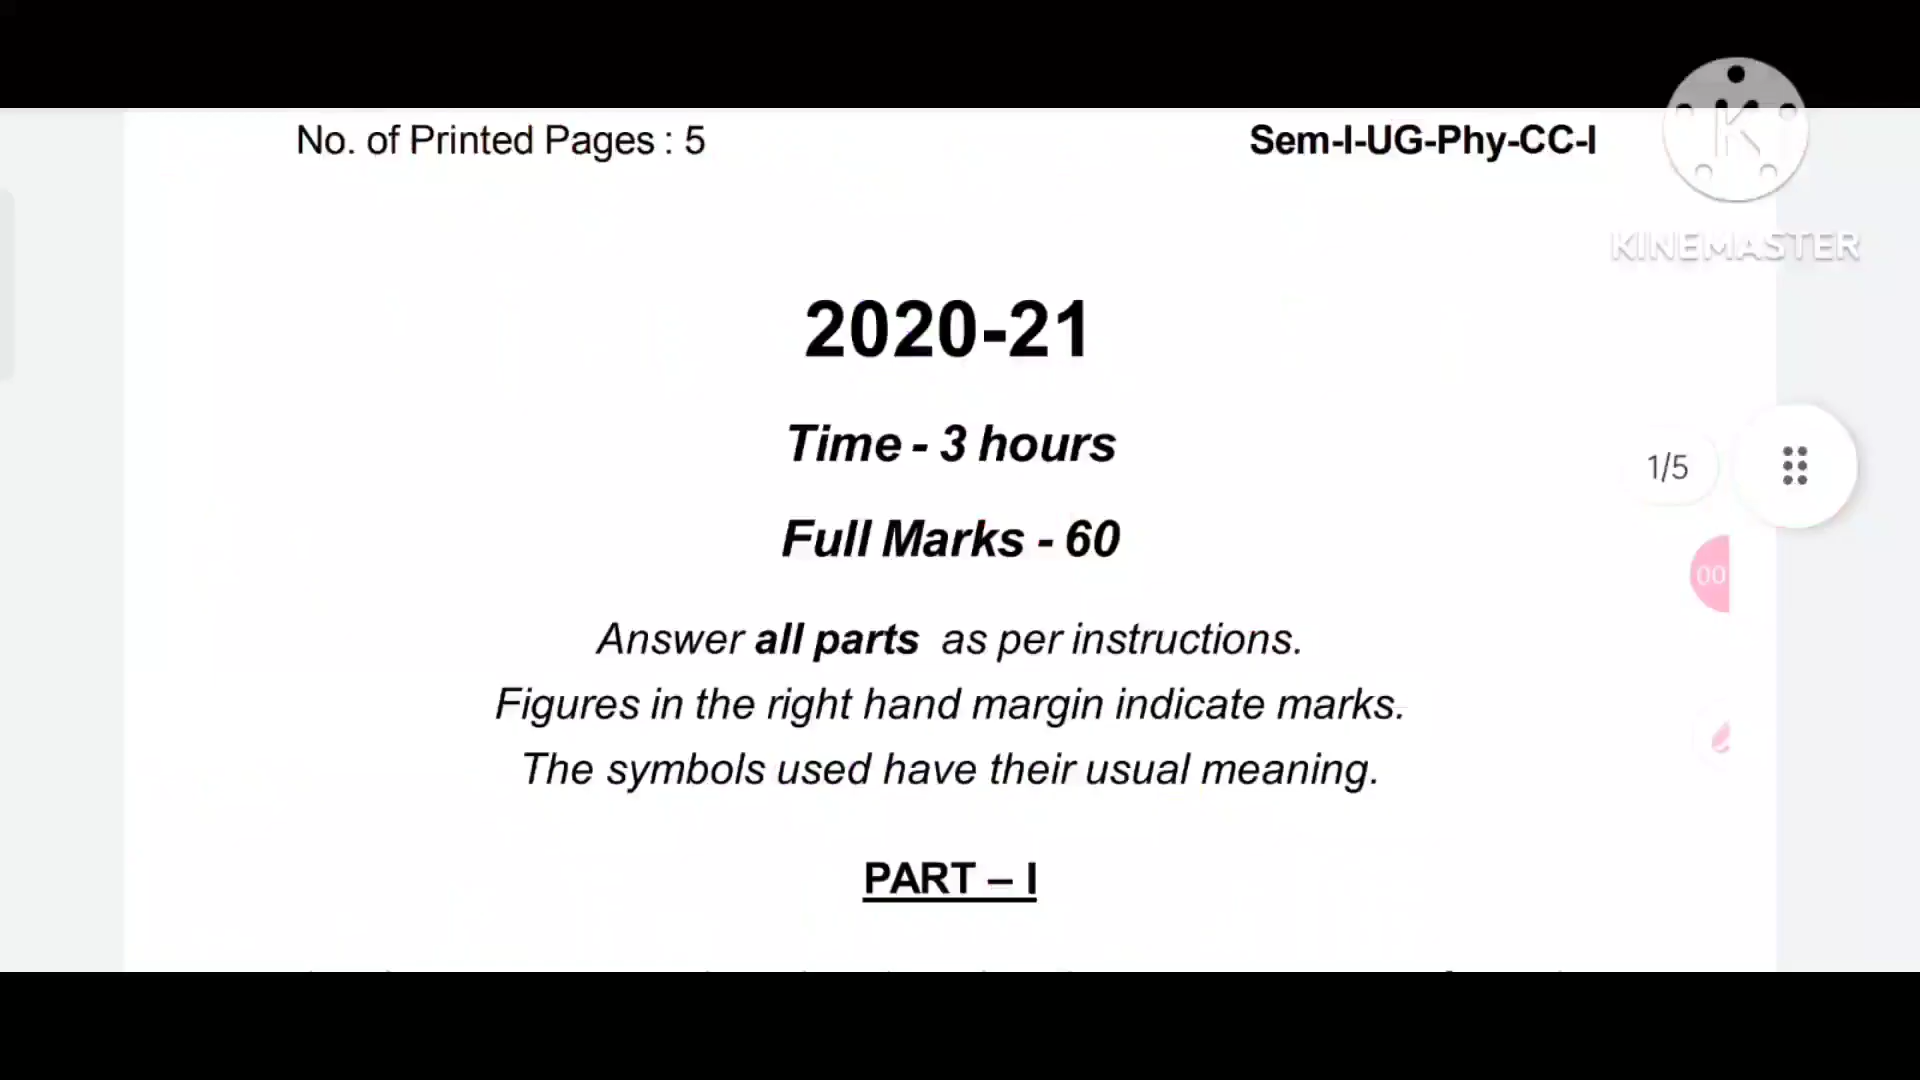 No. of Printed Pages : 5
Sem-I-UG-Phy-CC-I
KINEMASTER
2020-21
Time - 3 hours
1/5
Full Marks - 60
00
Answer all parts as per instructions.
Figures in the right hand margin indicate marks.
The symbols used have their usual meaning.
PART – I